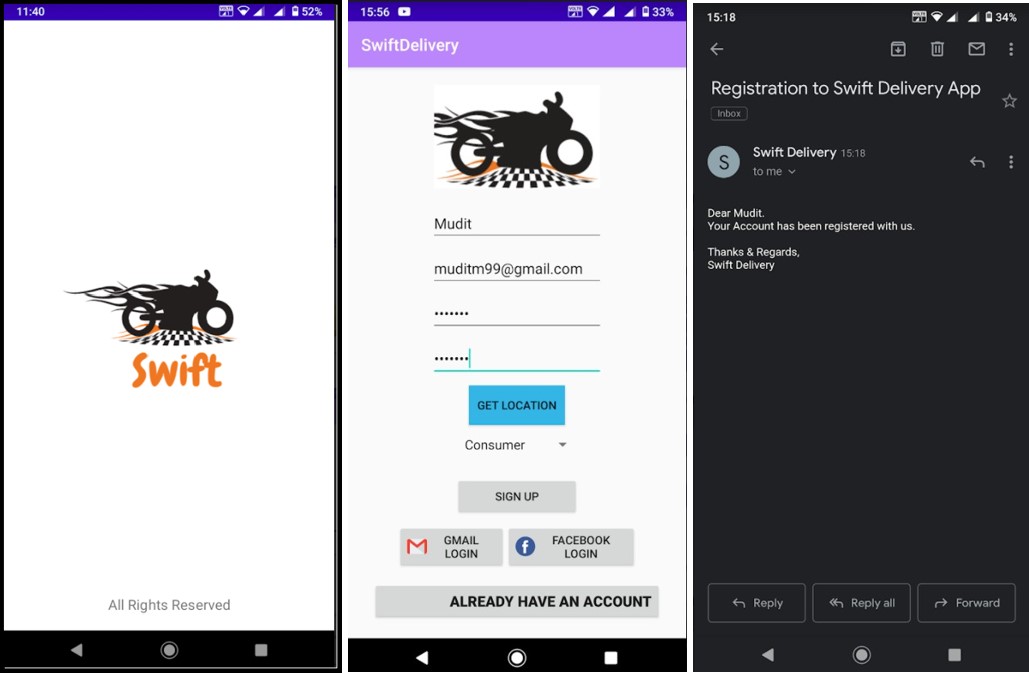 11:40
52%
Swift
All Rights Reserved
15:56
33%
SwiftDelivery
Mudit
muditm99@gmail.com
•••••••
•••••••
GET LOCATION
Consumer
SIGN UP
GMAIL
LOGIN
FACEBOOK
LOGIN
ALREADY HAVE AN ACCOUNT
15:18
34%
Registration to Swift Delivery App
Inbox
S
Swift Delivery 15:18
to me
Dear Mudit.
Your Account has been registered with us.
Thanks & Regards,
Swift Delivery
Reply
Reply all
Forward